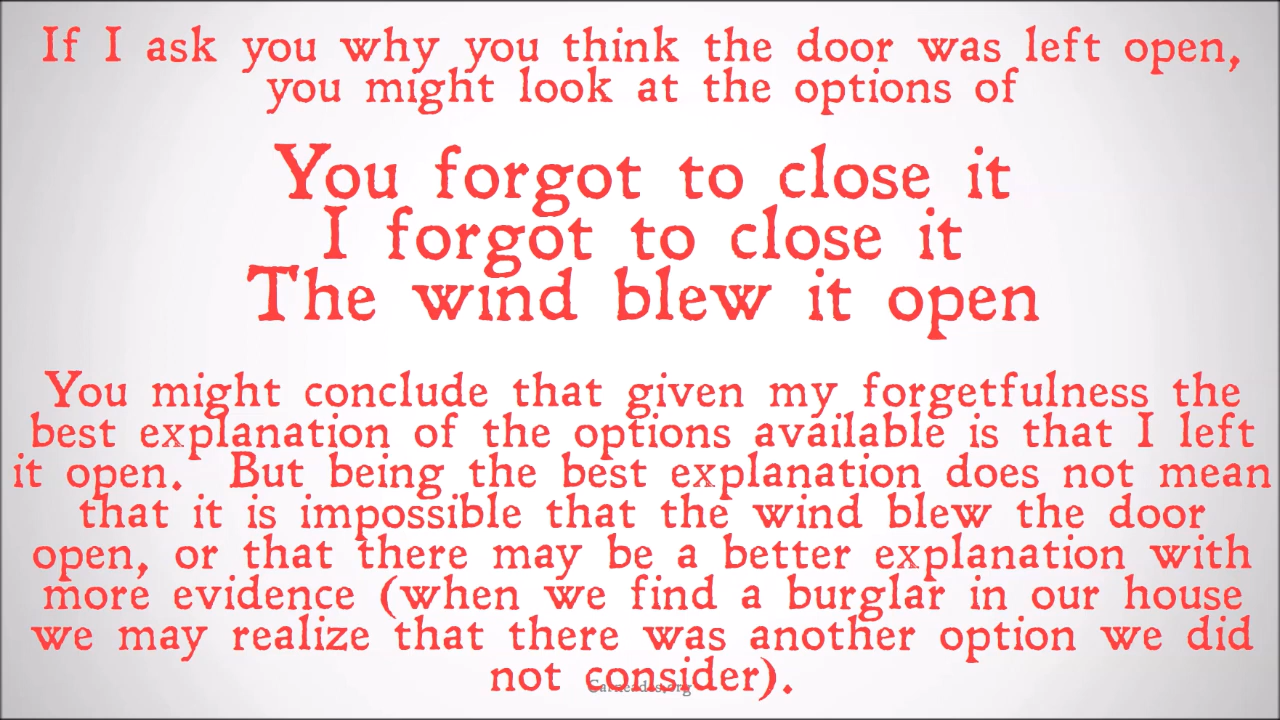 If I ask you why you think the door was left open,
you might look at the options of
You forgot to close it
I forgot to close it
The wind blew it open
You might conclude that given my forgetfulness the
best explanation of the options available is that I left
it open. But being the best explanation does not mean
that it is impossible that the wind blew the door
open, or that there may be a better explanation with
more evidence (when we find a burglar in our house
we may realize that there was another option we did
not consider).
Carneades.org